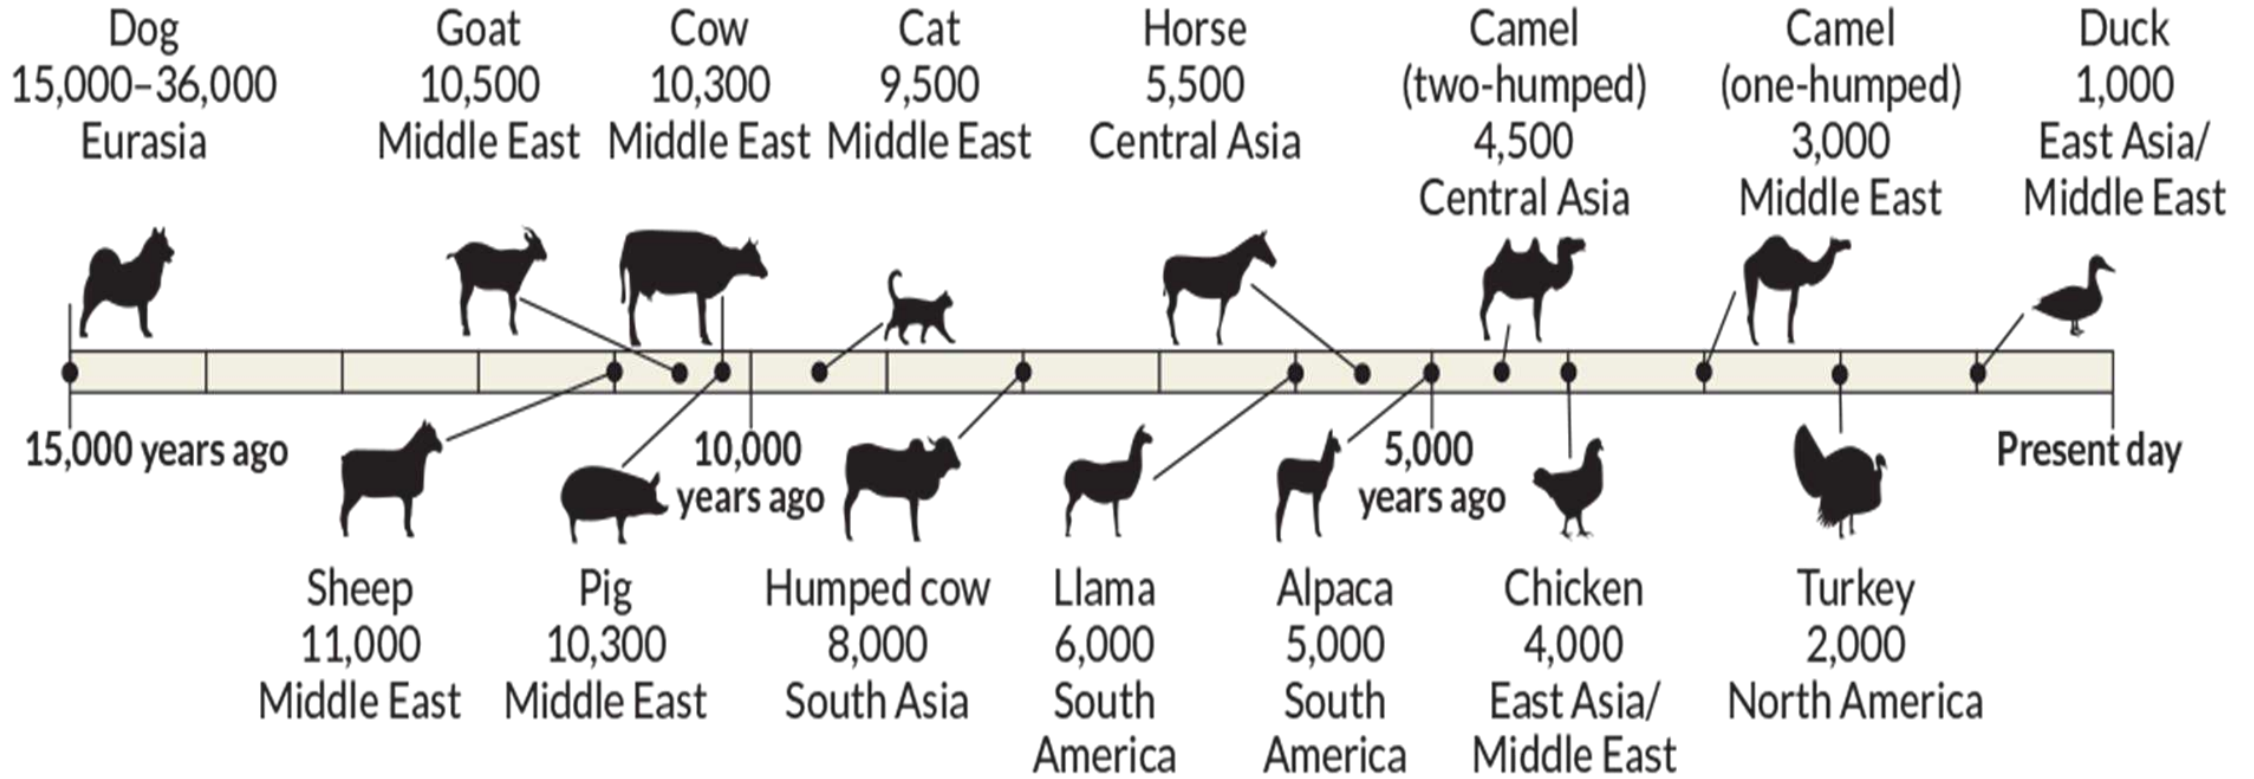 Dog
15,000–36,000
Eurasia
Goat
10,500
Middle East
Cow
10,300
Middle East
Cat
9,500
Middle East
Horse
5,500
Central Asia
Camel
(two-humped)
4,500
Central Asia
Camel
(one-humped)
3,000
Middle East
Duck
1,000
East Asia/
Middle East
15,000 years ago
10,000
years ago
5,000
years ago
Present day
Sheep
11,000
Middle East
Pig
10,300
Middle East
Humped cow
8,000
South Asia
Llama
6,000
South
America
Alpaca
5,000
South
America
Chicken
4,000
East Asia/
Middle East
Turkey
2,000
North America